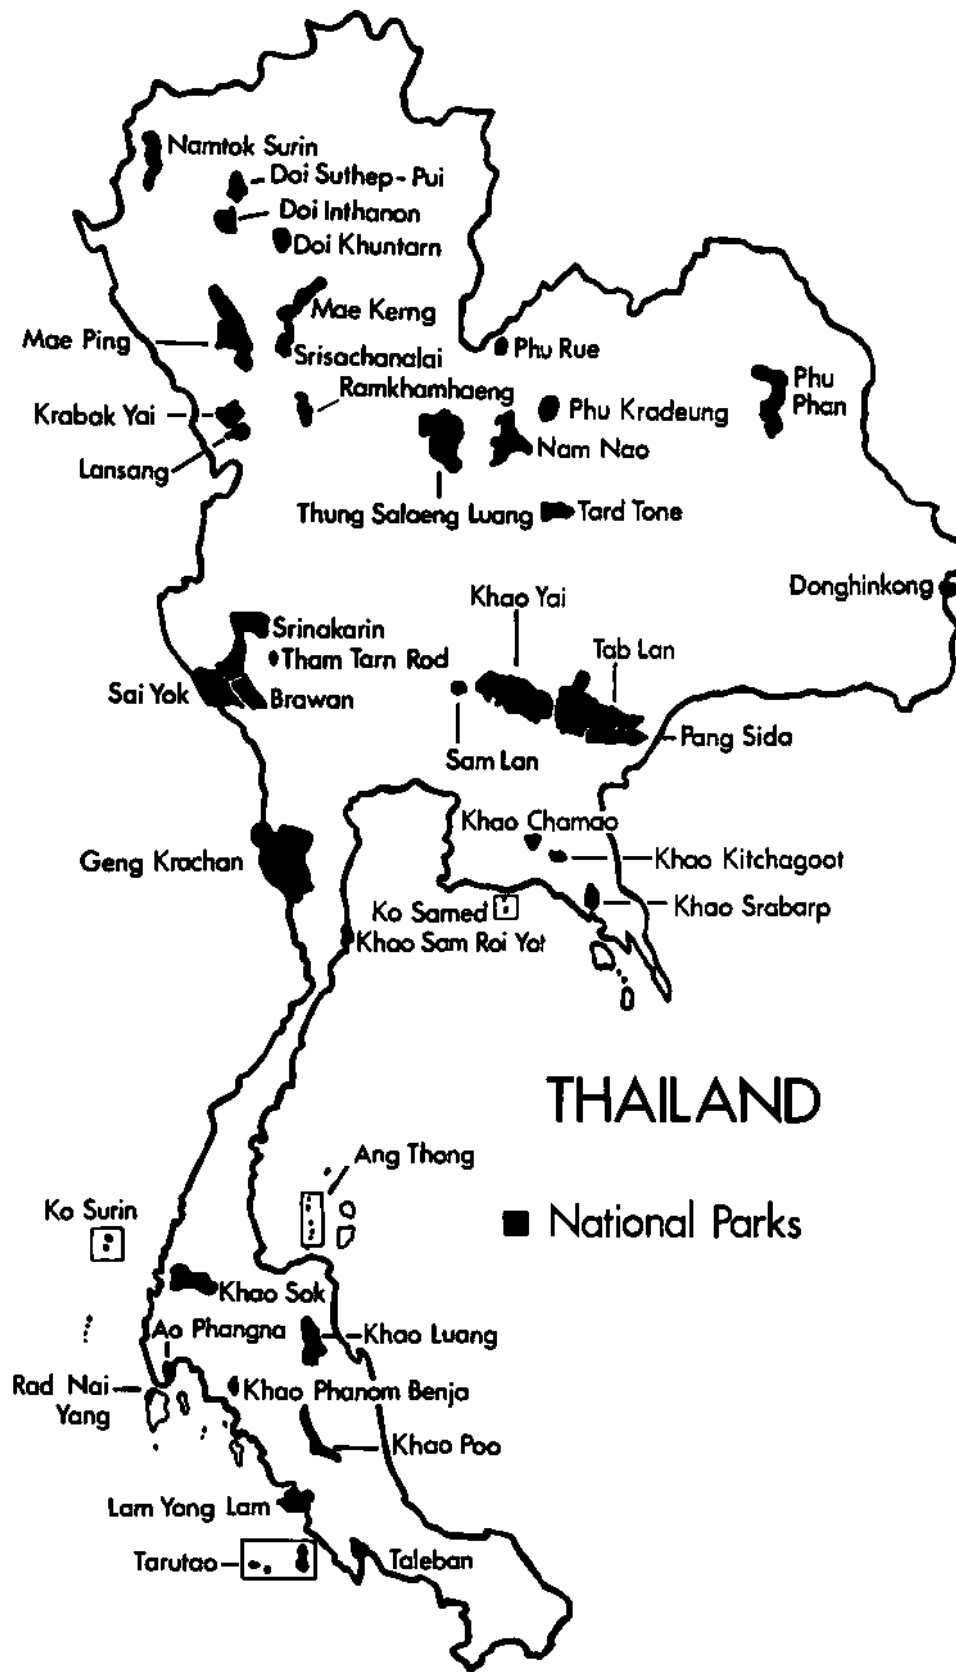 Namtok Surin
Doi Suthep-Pui
Doi Inthanon
Doi Khuntarn
Mae Kerng
Mae Ping
Srisachanalai
Phu Rue
Ramkhamhaeng
Phu
Phan
Krabak Yai
Phu Kradeung
Lansang
Nam Nao
Thung Salaeng Luang
Tard Tone
Donghinkong
Khao Yai
Srinakarin
Tab Lan
Tham Tarn Rod
Sai Yok
Brawan
Pang Sida
Sam Lan
Khao Chamao
Geng Krachan
Khao Kitchagoot
Ko Samed
Khao Srabarp
Khao Sam Roi Yot
THAILAND
Ang Thong
Ko Surin
National Parks
Khao Sok
Ao Phangna
Khao Luang
Rad Nai
Yang
Khao Phanom Benja
Khao Poo
Lam Yong Lam
Tarutao
Taleban